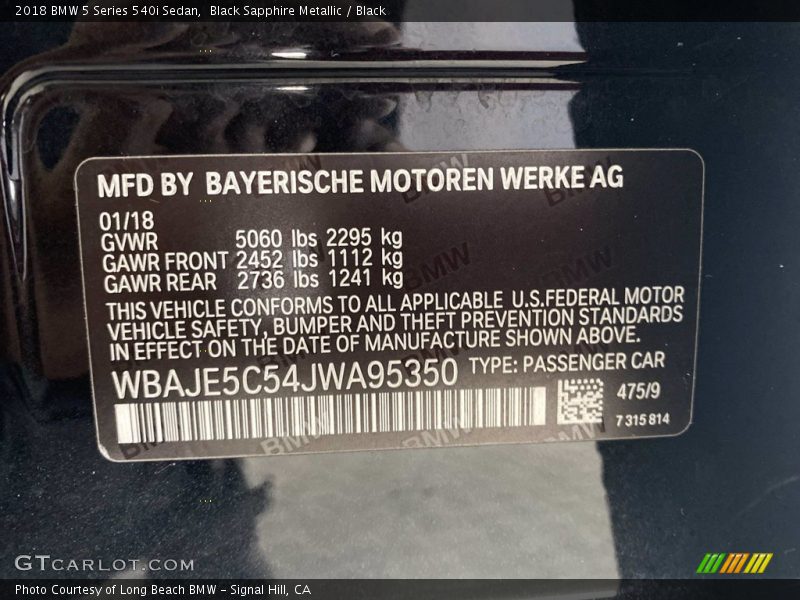 2018 BMW 5 Series 540i Sedan,  Black Sapphire Metallic / Black
MFD BY BAYERISCHE MOTOREN WERKE AG
01/18
GVWR 5060 lbs 2295 kg
GAWR FRONT 2452 lbs 1112 kg
GAWR REAR 2736 lbs 1241 kg
THIS VEHICLE CONFORMS TO ALL APPLICABLE U.S.FEDERAL MOTOR
VEHICLE SAFETY, BUMPER AND THEFT PREVENTION STANDARDS
IN EFFECT ON THE DATE OF MANUFACTURE SHOWN ABOVE.
WBAJE5C54JWA95350 TYPE: PASSENGER CAR
475/9
7 315 814
GTCARLOT.COM
Photo Courtesy of Long Beach BMW - Signal Hill, CA